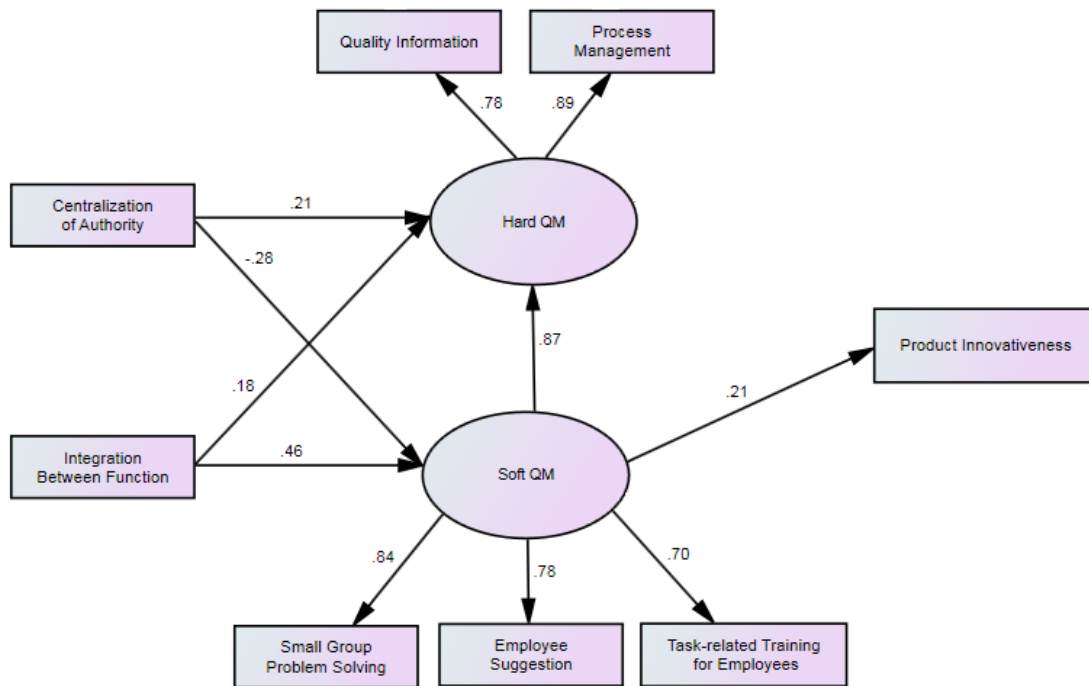 Quality Information
Process
Management
.78
.89
Centralization
of Authority
.21
Hard QM
-.28
.87
Product Innovativeness
.18
.21
Integration
Between Function
.46
Soft QM
.84
.78
.70
Small Group
Problem Solving
Employee
Suggestion
Task-related Training
for Employees